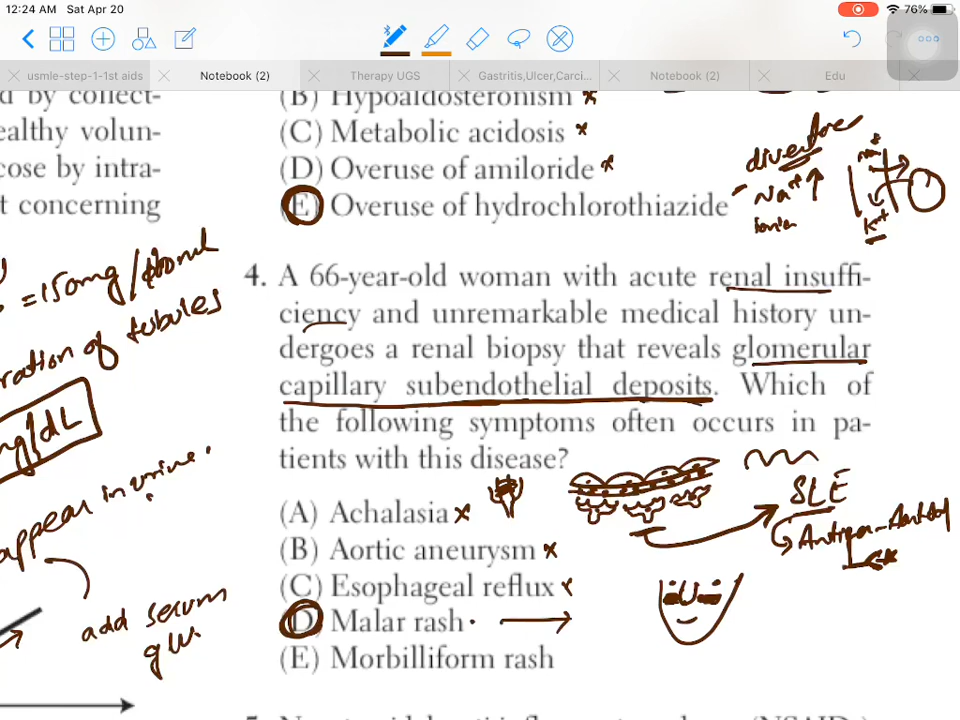 12:24 AM Sat Apr 20
76%
usmle-step-1-1st aids
Notebook (2)
Therapy UGS
Gastritis,Ulcer,Carci...
Notebook (2)
Edu
d by collect-
ealthy volun-
cose by intra-
t concerning
= 150mg/
ration of tubules
mg/dL
appear in urine.
add serum
(B) Hypoaldosteronism x
(C) Metabolic acidosis x
(D) Overuse of amiloride x
(E) Overuse of hydrochlorothiazide
Na+ ↑
K+
4. A 66-year-old woman with acute renal insuffi-
ciency and unremarkable medical history un-
dergoes a renal biopsy that reveals glomerular
capillary subendothelial deposits. Which of
the following symptoms often occurs in pa-
tients with this disease?
(A) Achalasia x
(B) Aortic aneurysm x
(C) Esophageal reflux x
(D) Malar rash
(E) Morbilliform rash
SLE